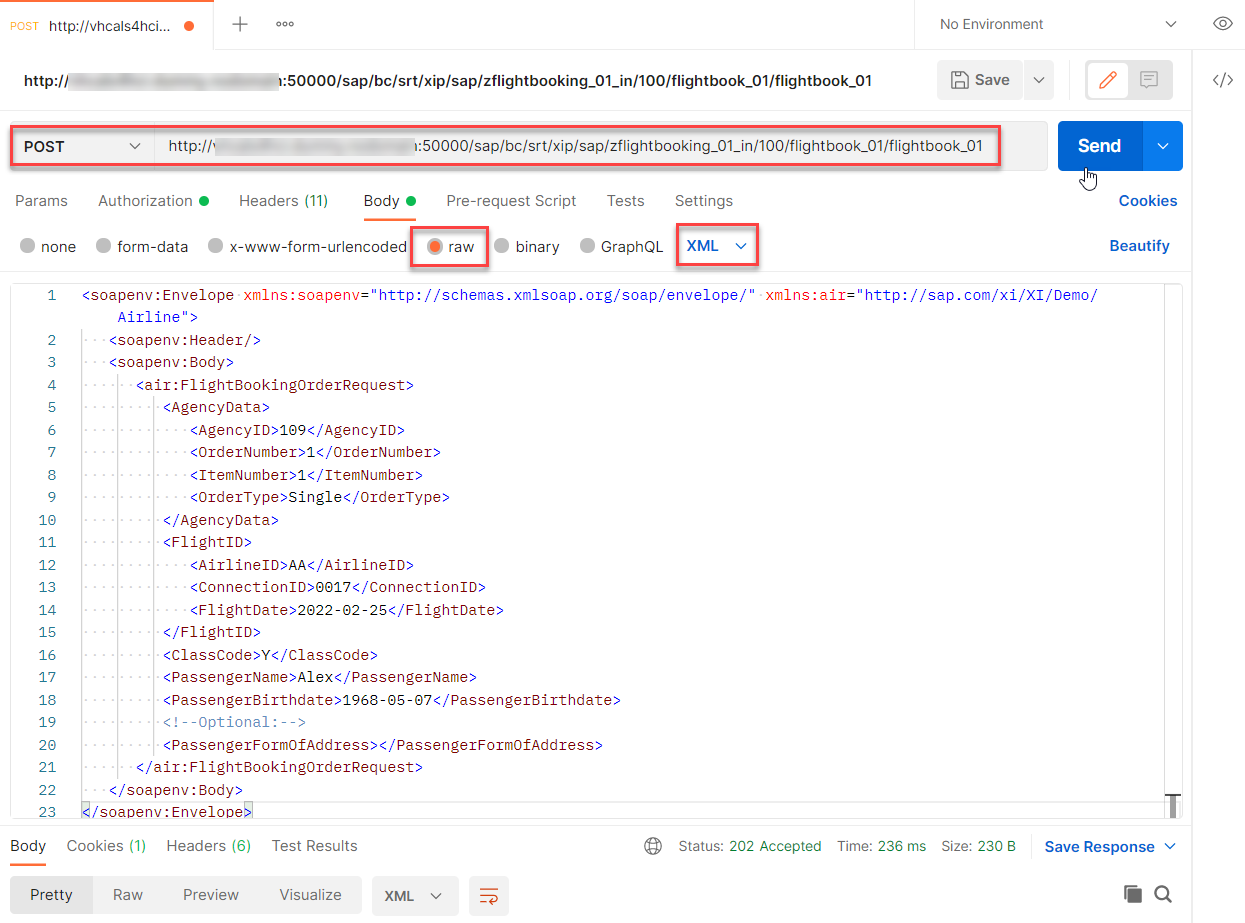 POST http://vhcals4hci...
No Environment
http:// :50000/sap/bc/srt/xip/sap/zflightbooking_01_in/100/flightbook_01/flightbook_01
Save
POST http:// :50000/sap/bc/srt/xip/sap/zflightbooking_01_in/100/flightbook_01/flightbook_01
Send
Params Authorization Headers (11) Body Pre-request Script Tests Settings Cookies
none form-data x-www-form-urlencoded raw binary GraphQL XML Beautify
1 <soapenv:Envelope xmlns:soapenv="http://schemas.xmlsoap.org/soap/envelope/" xmlns:air="http://sap.com/xi/XI/Demo/
Airline">
2 <soapenv:Header/>
3 <soapenv:Body>
4 <air:FlightBookingOrderRequest>
5 <AgencyData>
6 <AgencyID>109</AgencyID>
7 <OrderNumber>1</OrderNumber>
8 <ItemNumber>1</ItemNumber>
9 <OrderType>Single</OrderType>
10 </AgencyData>
11 <FlightID>
12 <AirlineID>AA</AirlineID>
13 <ConnectionID>0017</ConnectionID>
14 <FlightDate>2022-02-25</FlightDate>
15 </FlightID>
16 <ClassCode>Y</ClassCode>
17 <PassengerName>Alex</PassengerName>
18 <PassengerBirthdate>1968-05-07</PassengerBirthdate>
19 <!--Optional:-->
20 <PassengerFormOfAddress></PassengerFormOfAddress>
21 </air:FlightBookingOrderRequest>
22 </soapenv:Body>
23 </soapenv:Envelope>
Body Cookies (1) Headers (6) Test Results Status: 202 Accepted Time: 236 ms Size: 230 B Save Response
Pretty Raw Preview Visualize XML